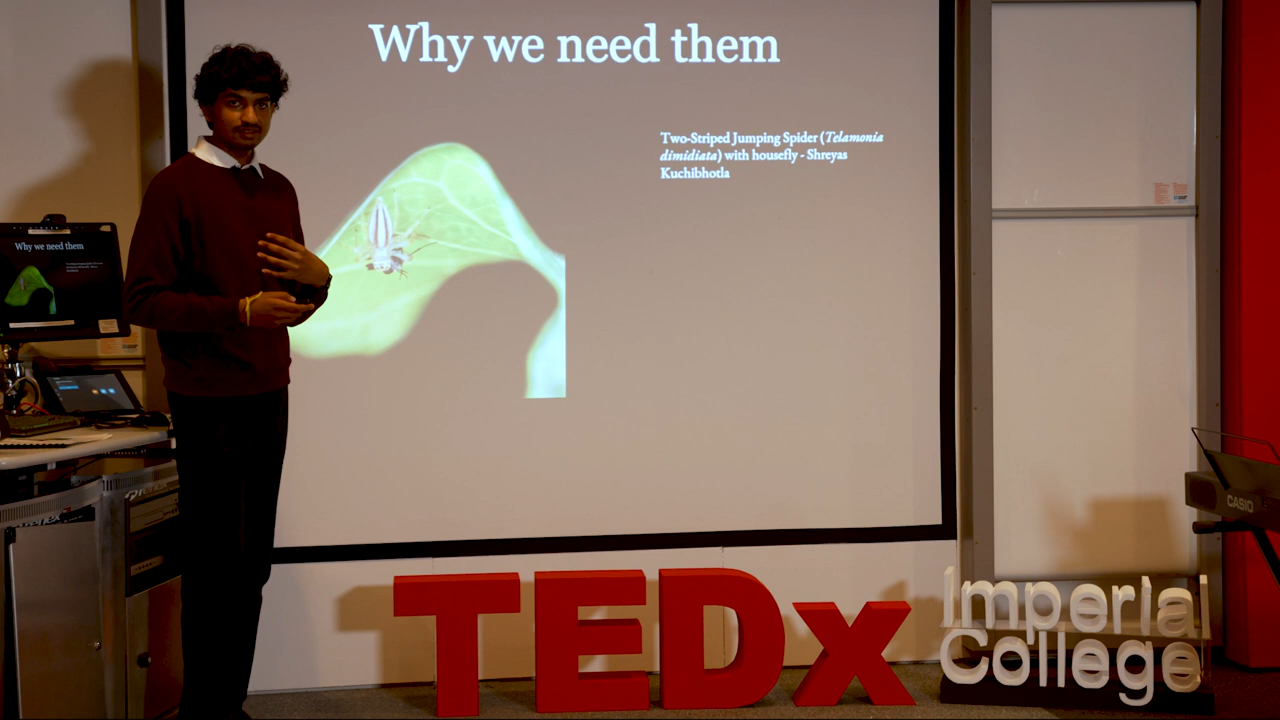 Why we need them
Two-Striped Jumping Spider (Telamonia
dimidiata) with housefly - Shreyas
Kuchibhotla
Why we need them
CASIO
TEDx
Imperial
College